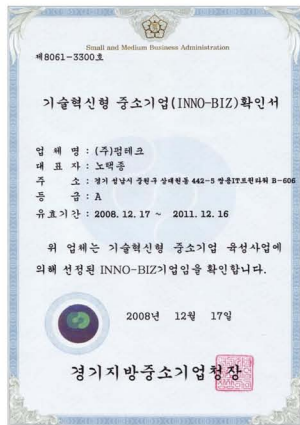 Small and Medium Business Administration
제8061-3300호
기술혁신형 중소기업(INNO-BIZ)확인서
업 체 명 : (주)펌테크
대 표 자 : 노택종
주 소 : 경기 성남시 중원구 상대원동 442-5 쌍용IT트윈타워 B-606
등 급 : A
유효기간 : 2008. 12. 17 ~ 2011. 12. 16
위 업체는 기술혁신형 중소기업 육성사업에
의해 선정된 INNO-BIZ기업임을 확인합니다.
2008년 12월 17일
경기지방중소기업청장